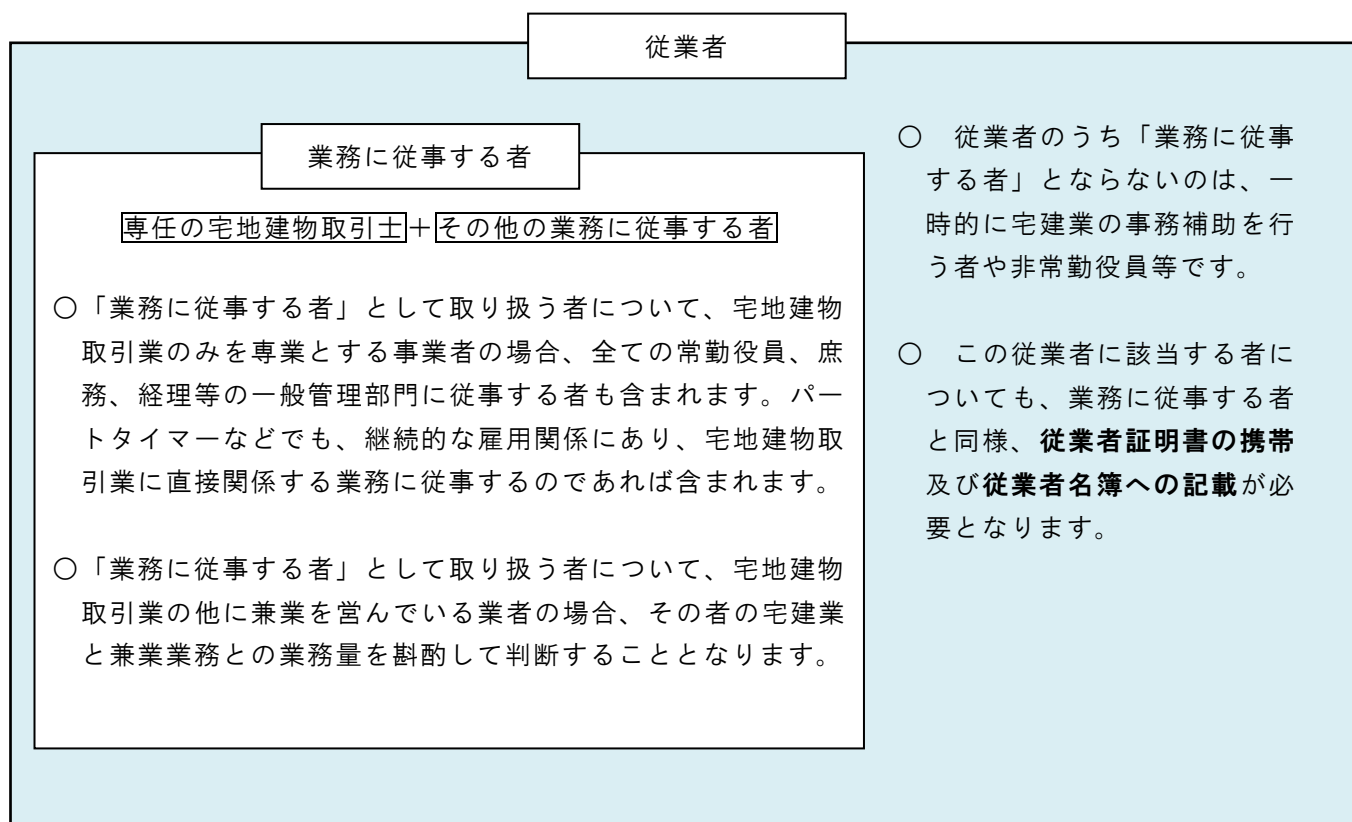 従業者
業務に従事する者
専任の宅地建物取引士＋その他の業務に従事する者
〇「業務に従事する者」として取り扱う者について、宅地建物
取引業のみを専業とする事業者の場合、全ての常勤役員、庶
務、経理等の一般管理部門に従事する者も含まれます。パー
トタイマーなどでも、継続的な雇用関係にあり、宅地建物取
引業に直接関係する業務に従事するのであれば含まれます。
〇「業務に従事する者」として取り扱う者について、宅地建物
取引業の他に兼業を営んでいる業者の場合、その者の宅建業
と兼業業務との業務量を斟酌して判断することとなります。
〇　従業者のうち「業務に従事
する者」とならないのは、一
時的に宅建業の事務補助を行
う者や非常勤役員等です。
〇　この従業者に該当する者に
ついても、業務に従事する者
と同様、従業者証明書の携帯
及び従業者名簿への記載が必
要となります。